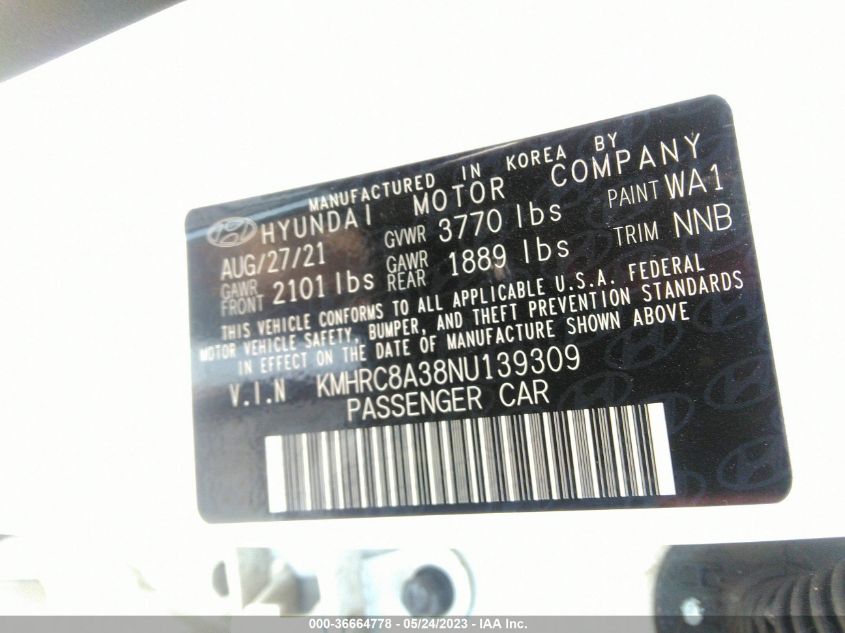 MANUFACTURED IN KOREA BY
HYUNDAI MOTOR COMPANY
AUG/27/21 GVWR 3770 lbs PAINT WA1
GAWR FRONT 2101 lbs GAWR REAR 1889 lbs TRIM NNB
THIS VEHICLE CONFORMS TO ALL APPLICABLE U.S.A. FEDERAL
MOTOR VEHICLE SAFETY, BUMPER, AND THEFT PREVENTION STANDARDS
IN EFFECT ON THE DATE OF MANUFACTURE SHOWN ABOVE
V.I.N KMHRC8A38NU139309
PASSENGER CAR
000-36664778 - 05/24/2023 - IAA Inc.